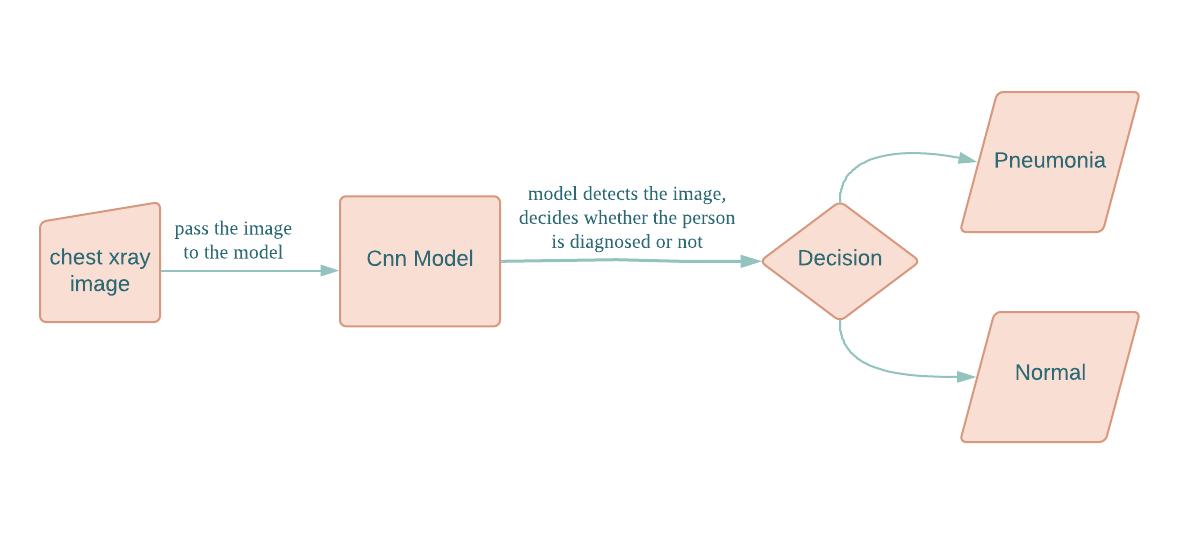 chest xray
image
pass the image
to the model
Cnn Model
model detects the image,
decides whether the person
is diagnosed or not
Decision
Pneumonia
Normal